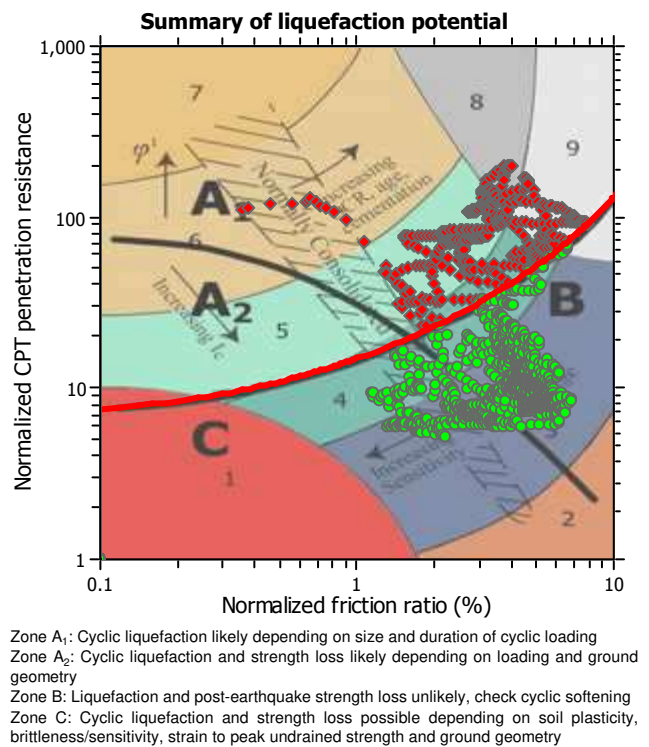 Summary of liquefaction potential
1,000
7
8
φ'
9
Increasing
R, age,
cementation
A₁
Normally Consolidated
100
6
A₂
Increasing Ic
B
5
10
4
C
Increasing
Sensitivity
3
1
2
1
0.1
1
10
Normalized CPT penetration resistance
Normalized friction ratio (%)
Zone A₁: Cyclic liquefaction likely depending on size and duration of cyclic loading
Zone A₂: Cyclic liquefaction and strength loss likely depending on loading and ground
geometry
Zone B: Liquefaction and post-earthquake strength loss unlikely, check cyclic softening
Zone C: Cyclic liquefaction and strength loss possible depending on soil plasticity,
brittleness/sensitivity, strain to peak undrained strength and ground geometry